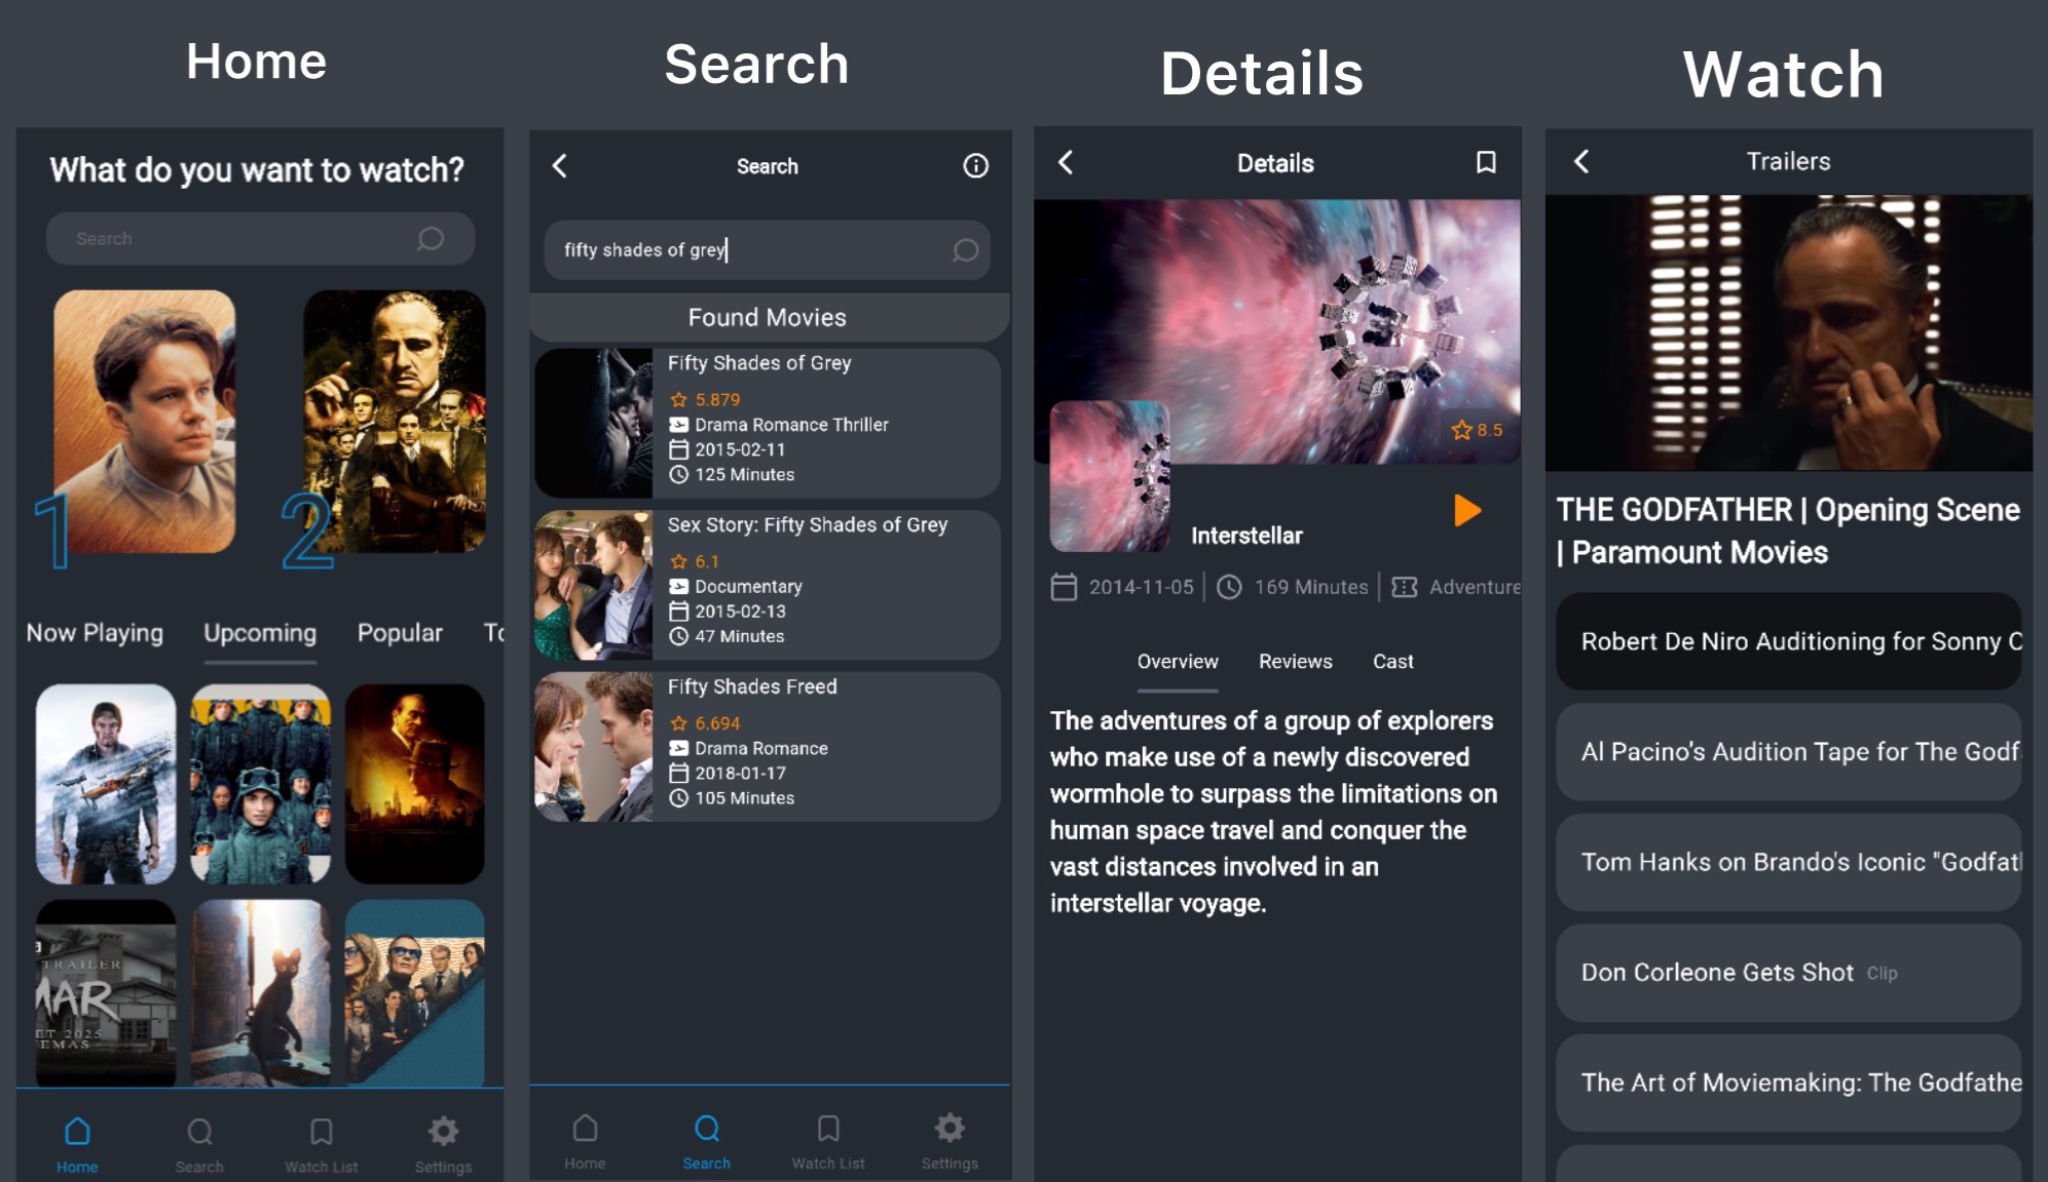 Home
What do you want to watch?
Search
1
2
Now Playing
Upcoming
Popular
TRAILER
MAR
2025
Home
Search
Watch List
Settings
Search
Search
fifty shades of grey
Found Movies
Fifty Shades of Grey
5.879
Drama Romance Thriller
2015-02-11
125 Minutes
Sex Story: Fifty Shades of Grey
6.1
Documentary
2015-02-13
47 Minutes
Fifty Shades Freed
6.694
Drama Romance
2018-01-17
105 Minutes
Home
Search
Watch List
Settings
Details
Details
8.5
Interstellar
2014-11-05
169 Minutes
Adventure
Overview
Reviews
Cast
The adventures of a group of explorers
who make use of a newly discovered
wormhole to surpass the limitations on
human space travel and conquer the
vast distances involved in an
interstellar voyage.
Watch
Trailers
THE GODFATHER | Opening Scene
| Paramount Movies
Robert De Niro Auditioning for Sonny C
Al Pacino's Audition Tape for The Godf
Tom Hanks on Brando's Iconic "Godfat
Don Corleone Gets Shot Clip
The Art of Moviemaking: The Godfathe